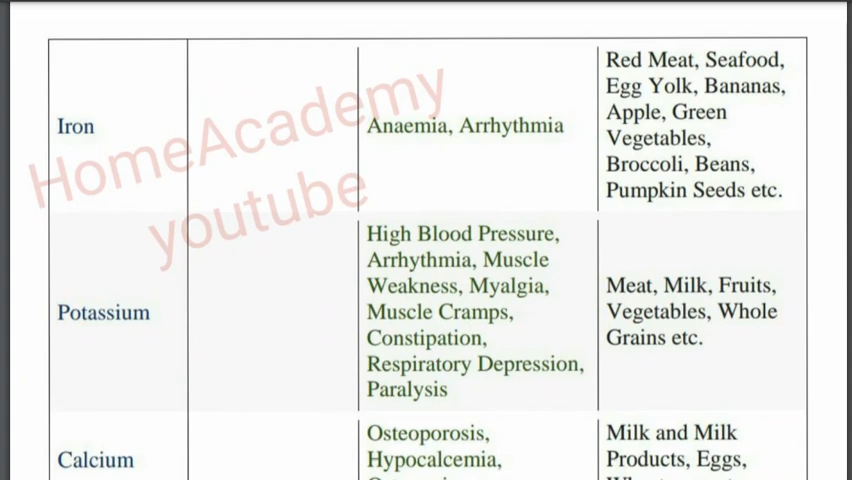 Iron
Anaemia, Arrhythmia
Red Meat, Seafood,
Egg Yolk, Bananas,
Apple, Green
Vegetables,
Broccoli, Beans,
Pumpkin Seeds etc.
HomeAcademy
youtube
Potassium
High Blood Pressure,
Arrhythmia, Muscle
Weakness, Myalgia,
Muscle Cramps,
Constipation,
Respiratory Depression,
Paralysis
Meat, Milk, Fruits,
Vegetables, Whole
Grains etc.
Calcium
Osteoporosis,
Hypocalcemia,
Milk and Milk
Products, Eggs,